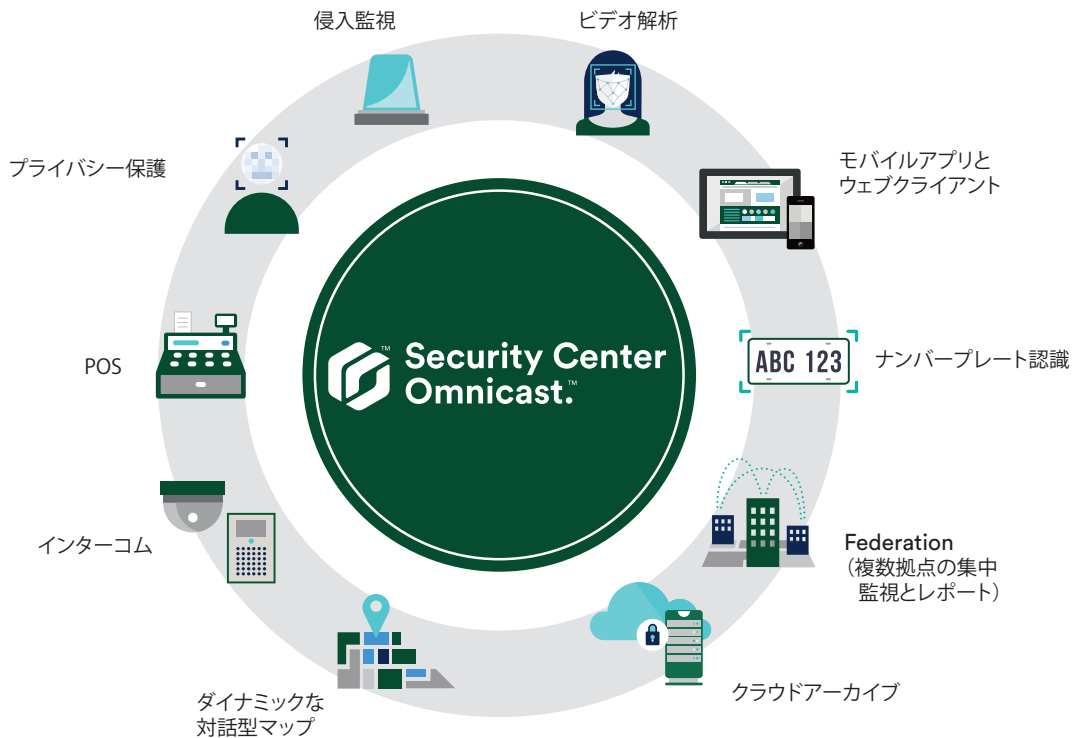 侵入監視
ビデオ解析
プライバシー保護
モバイルアプリと
ウェブクライアント
POS
Security Center
Omnicast.™
™
ABC 123
ナンバープレート認識
インターコム
Federation
（複数拠点の集中
監視とレポート）
クラウドアーカイブ
ダイナミックな
対話型マップ